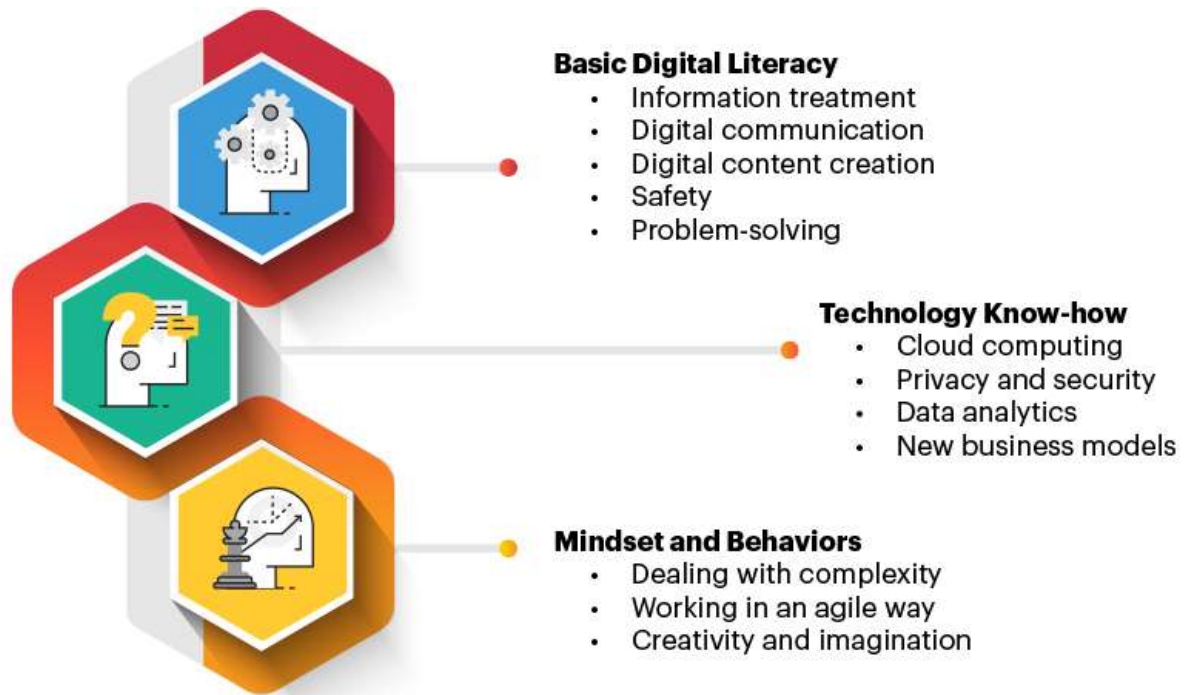 Basic Digital Literacy
• Information treatment
• Digital communication
• Digital content creation
• Safety
• Problem-solving
Technology Know-how
• Cloud computing
• Privacy and security
• Data analytics
• New business models
Mindset and Behaviors
• Dealing with complexity
• Working in an agile way
• Creativity and imagination